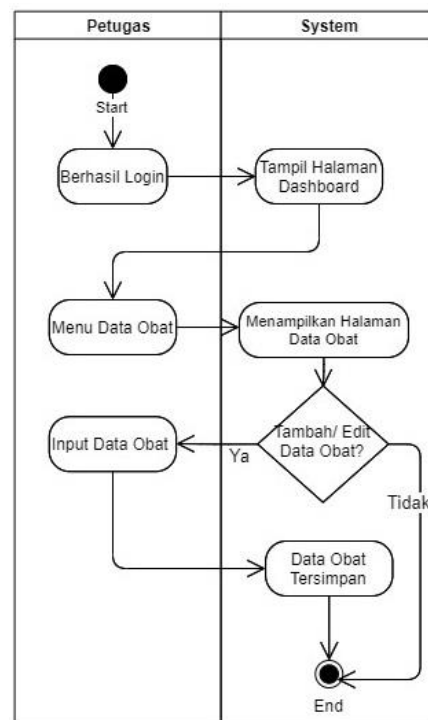 Petugas
System
Start
Berhasil Login
Tampil Halaman
Dashboard
Menu Data Obat
Menampilkan Halaman
Data Obat
Input Data Obat
Ya
Tambah/ Edit
Data Obat?
Tidak
Data Obat
Tersimpan
End